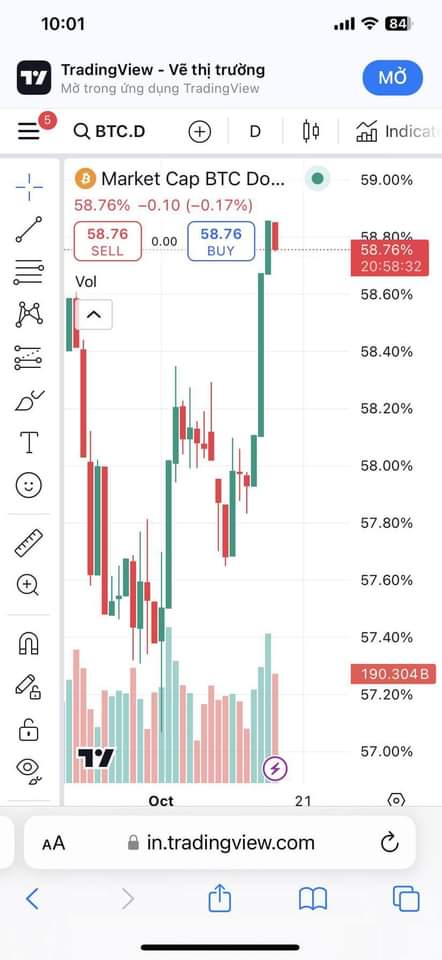 10:01
84
TradingView - Vẽ thị trường
Mở trong ứng dụng TradingView
MỞ
5
BTC.D
D
Indicat
Market Cap BTC Do...
58.76% −0.10 (−0.17%)
58.76
SELL
0.00
58.76
BUY
Vol
59.00%
58.80%
58.76%
20:58:32
58.60%
58.40%
58.20%
58.00%
57.80%
57.60%
57.40%
190.304B
57.20%
57.00%
Oct
21
AA
in.tradingview.com